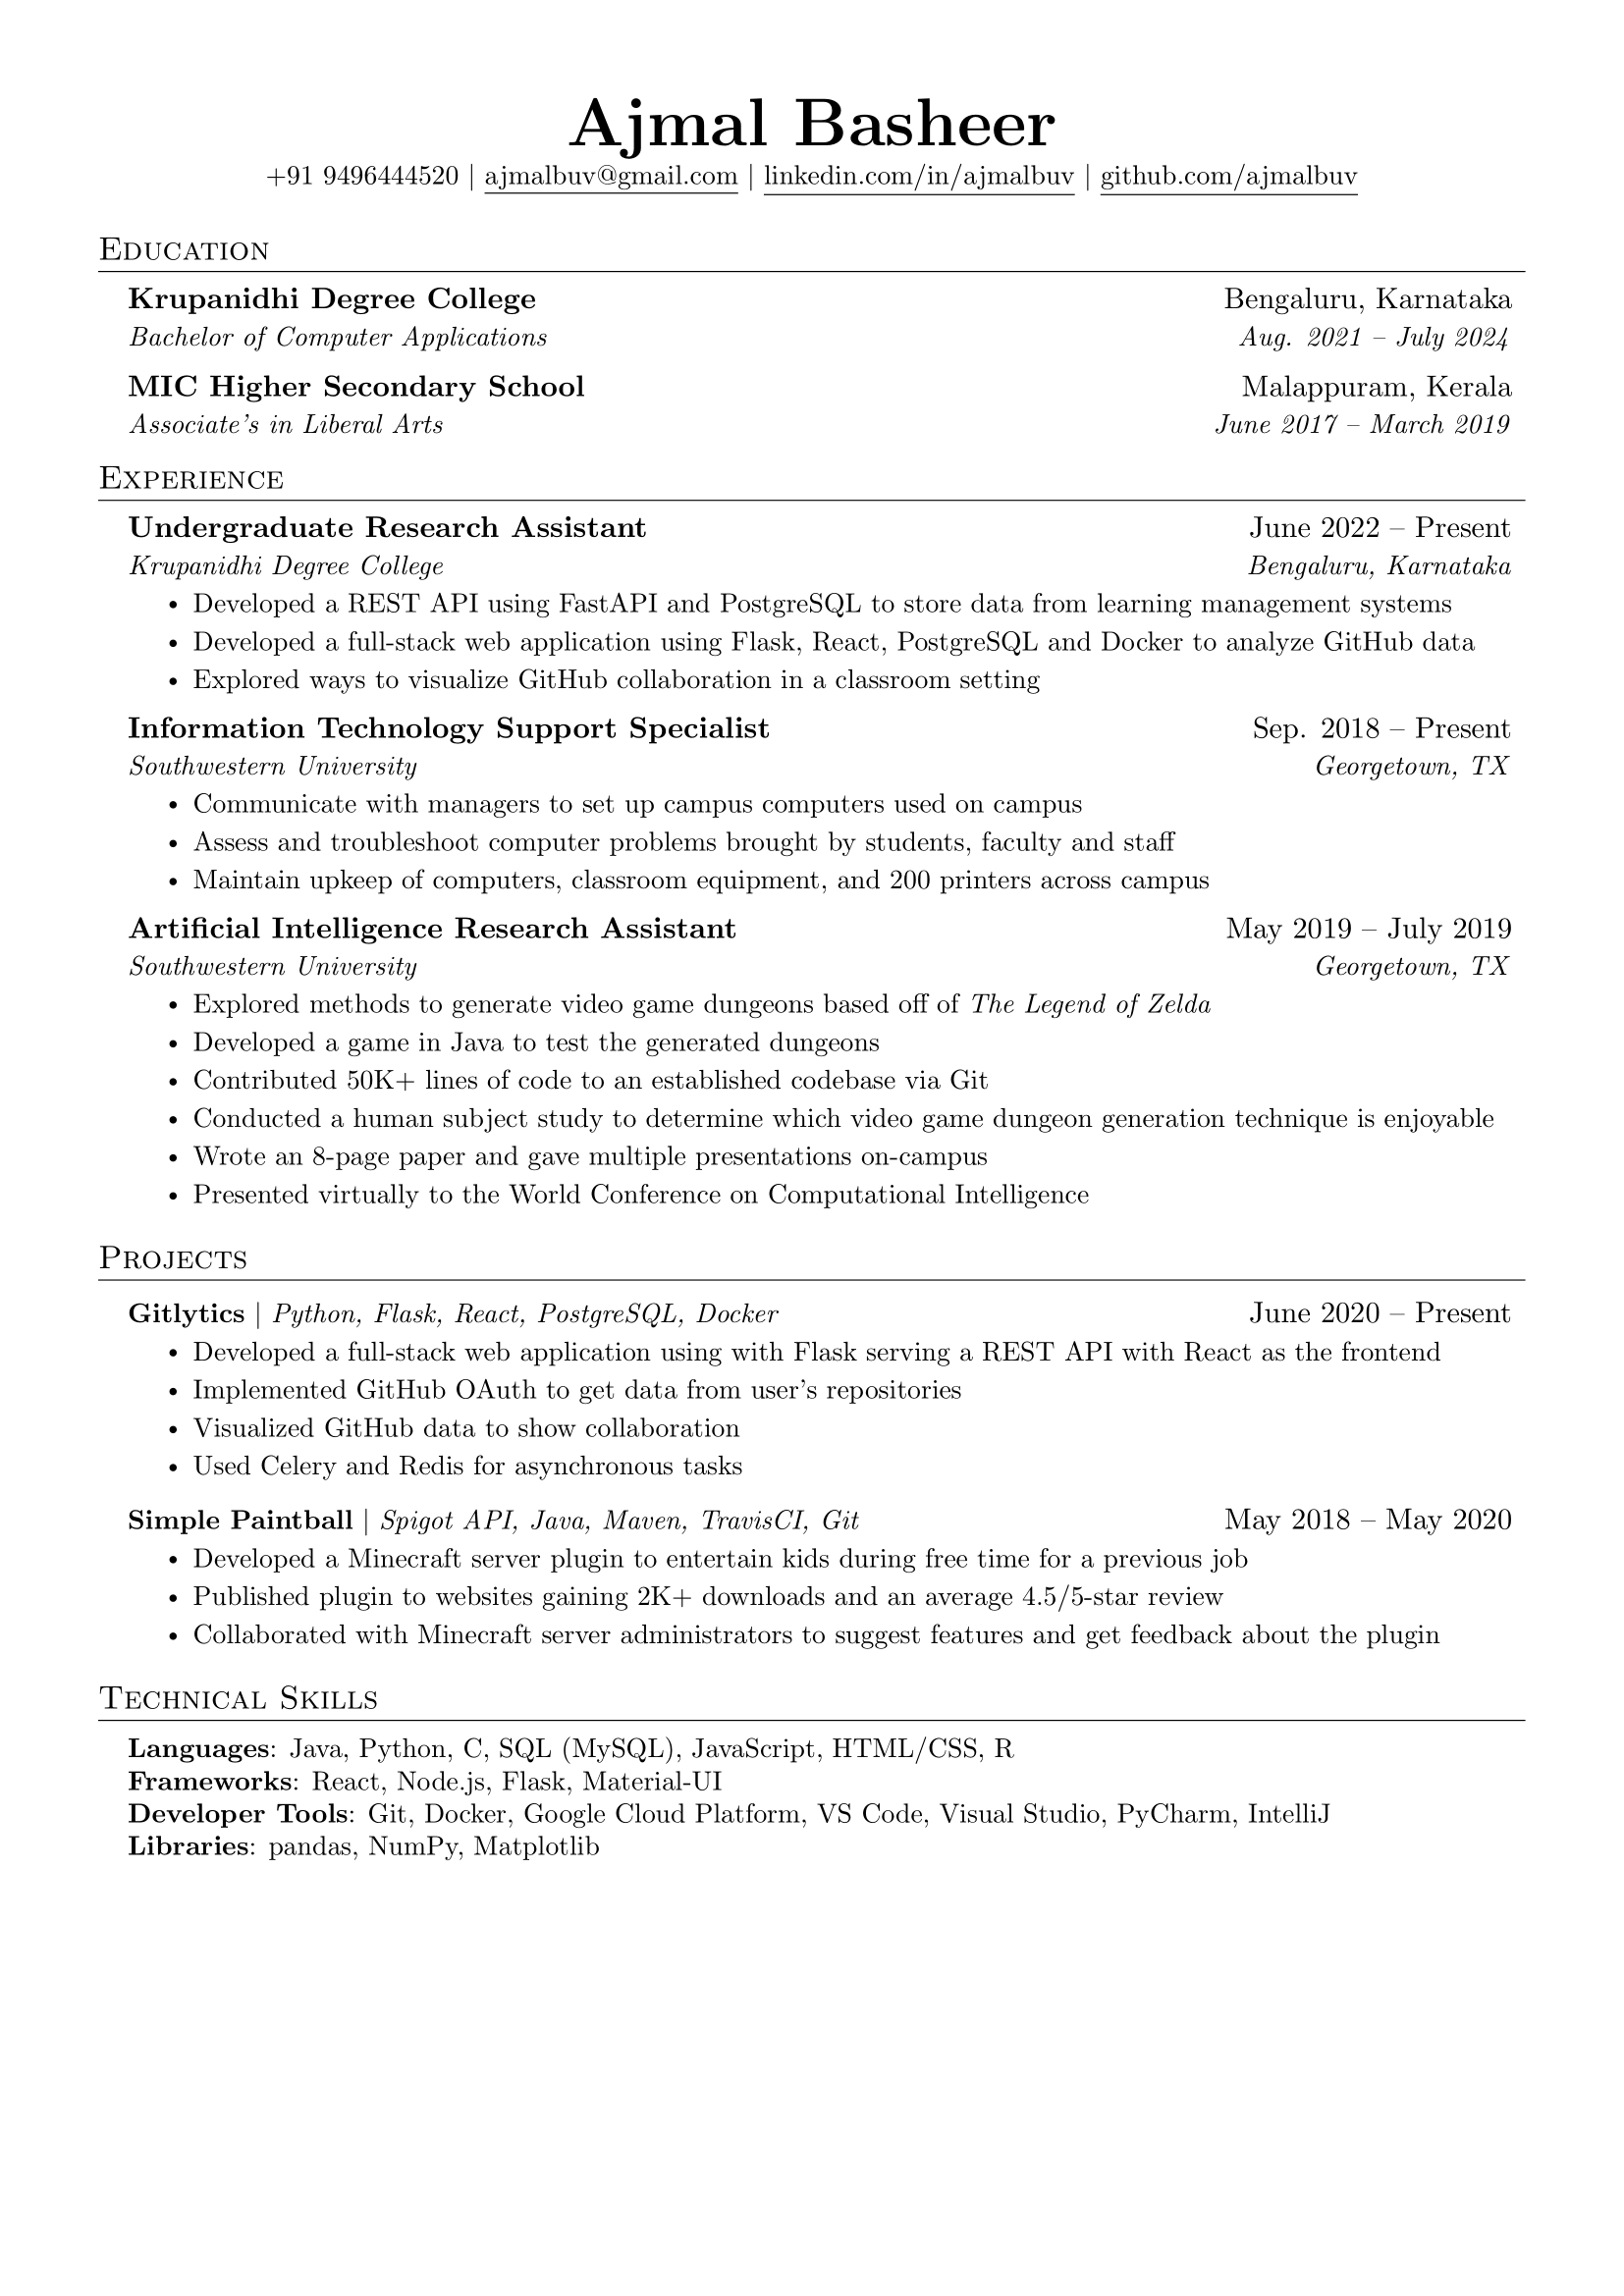 Ajmal Basheer
+91 9496444520 | ajmalbuv@gmail.com | linkedin.com/in/ajmalbuv | github.com/ajmalbuv
Education
Krupanidhi Degree College Bengaluru, Karnataka
Bachelor of Computer Applications Aug. 2021 – July 2024
MIC Higher Secondary School Malappuram, Kerala
Associate's in Liberal Arts June 2017 – March 2019
Experience
Undergraduate Research Assistant June 2022 – Present
Krupanidhi Degree College Bengaluru, Karnataka
• Developed a REST API using FastAPI and PostgreSQL to store data from learning management systems
• Developed a full-stack web application using Flask, React, PostgreSQL and Docker to analyze GitHub data
• Explored ways to visualize GitHub collaboration in a classroom setting
Information Technology Support Specialist Sep. 2018 – Present
Southwestern University Georgetown, TX
• Communicate with managers to set up campus computers used on campus
• Assess and troubleshoot computer problems brought by students, faculty and staff
• Maintain upkeep of computers, classroom equipment, and 200 printers across campus
Artificial Intelligence Research Assistant May 2019 – July 2019
Southwestern University Georgetown, TX
• Explored methods to generate video game dungeons based off of The Legend of Zelda
• Developed a game in Java to test the generated dungeons
• Contributed 50K+ lines of code to an established codebase via Git
• Conducted a human subject study to determine which video game dungeon generation technique is enjoyable
• Wrote an 8-page paper and gave multiple presentations on-campus
• Presented virtually to the World Conference on Computational Intelligence
Projects
Gitlytics | Python, Flask, React, PostgreSQL, Docker June 2020 – Present
• Developed a full-stack web application using with Flask serving a REST API with React as the frontend
• Implemented GitHub OAuth to get data from user's repositories
• Visualized GitHub data to show collaboration
• Used Celery and Redis for asynchronous tasks
Simple Paintball | Spigot API, Java, Maven, TravisCI, Git May 2018 – May 2020
• Developed a Minecraft server plugin to entertain kids during free time for a previous job
• Published plugin to websites gaining 2K+ downloads and an average 4.5/5-star review
• Collaborated with Minecraft server administrators to suggest features and get feedback about the plugin
Technical Skills
Languages: Java, Python, C, SQL (MySQL), JavaScript, HTML/CSS, R
Frameworks: React, Node.js, Flask, Material-UI
Developer Tools: Git, Docker, Google Cloud Platform, VS Code, Visual Studio, PyCharm, IntelliJ
Libraries: pandas, NumPy, Matplotlib